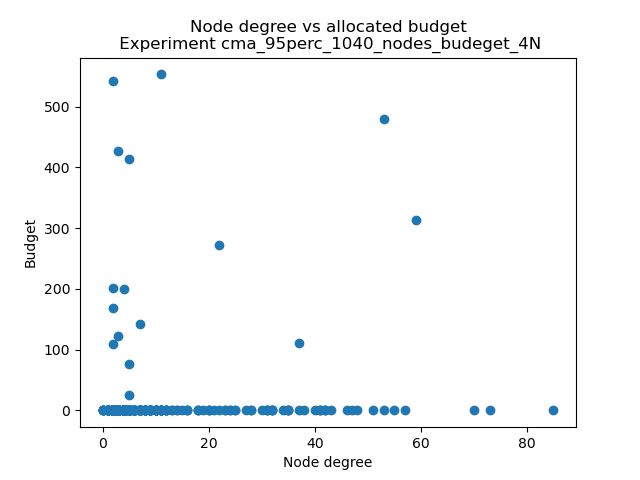 Node degree vs allocated budget
Experiment cma_95perc_1040_nodes_budeget_4N
500
400
300
200
100
0
Budget
0 20 40 60 80
Node degree